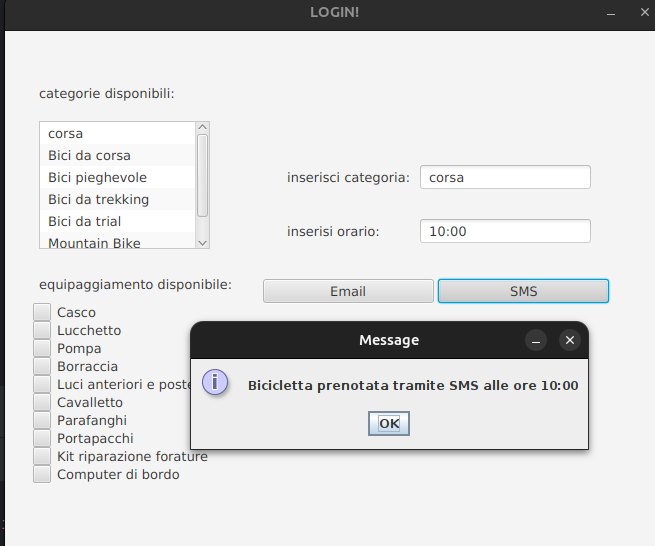 LOGIN!
categorie disponibili:
corsa
Bici da corsa
Bici pieghevole
Bici da trekking
Bici da trial
Mountain Bike
inserisci categoria: corsa
inserisi orario: 10:00
equipaggiamento disponibile:
Email SMS
Casco
Lucchetto
Pompa
Borraccia
Luci anteriori e poste
Cavalletto
Parafanghi
Portapacchi
Kit riparazione forature
Computer di bordo
Message
Bicicletta prenotata tramite SMS alle ore 10:00
OK